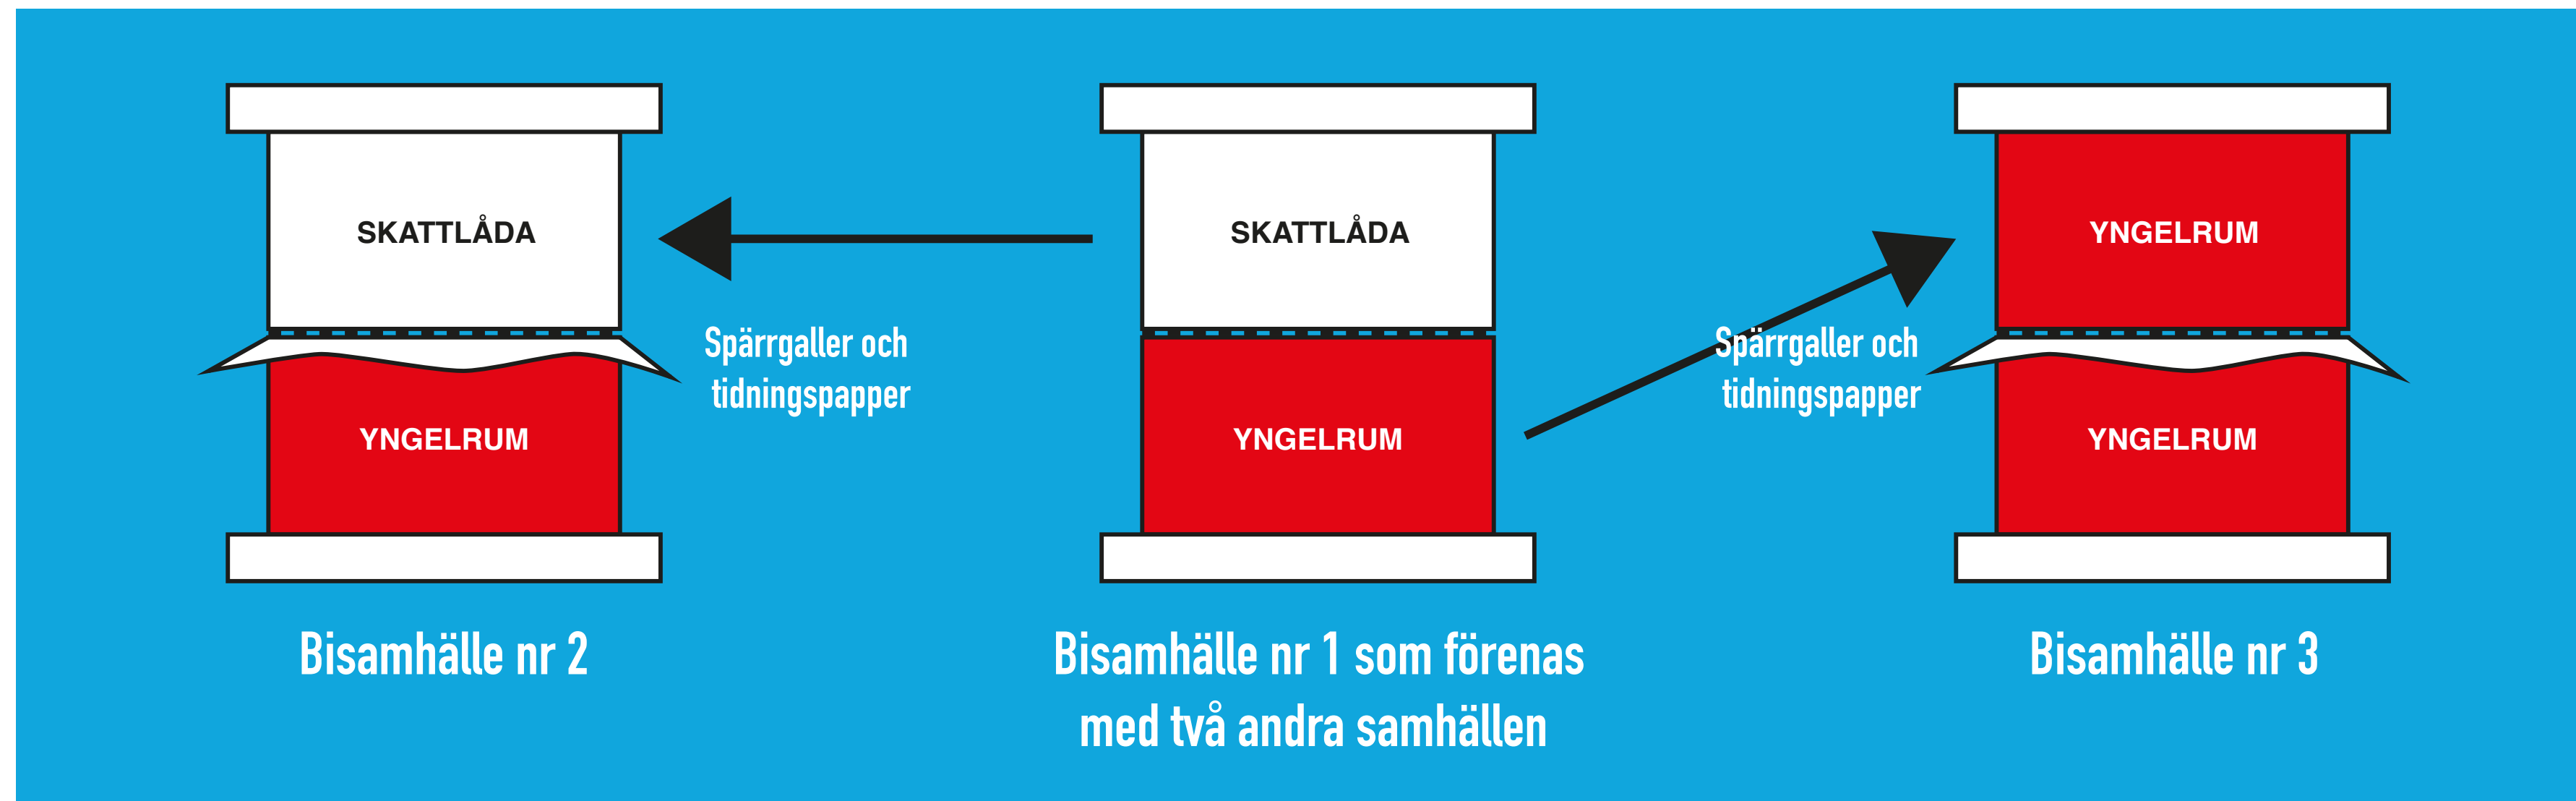 SKATTLÅDA
YNGELRUM
Bisamhälle nr 2
Spärrgaller och
tidningspapper
SKATTLÅDA
YNGELRUM
Bisamhälle nr 1 som förenas
med två andra samhällen
Spärrgaller och
tidningspapper
YNGELRUM
YNGELRUM
Bisamhälle nr 3